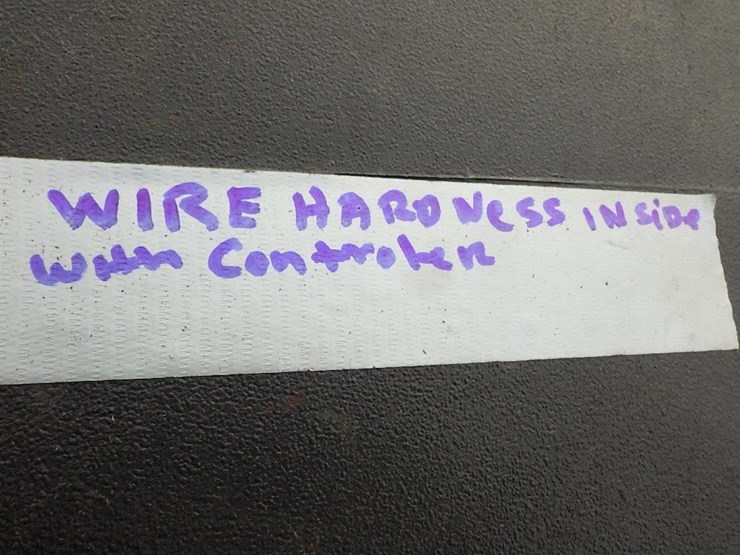 WIRE HARDNESS INSiDe
With Controler